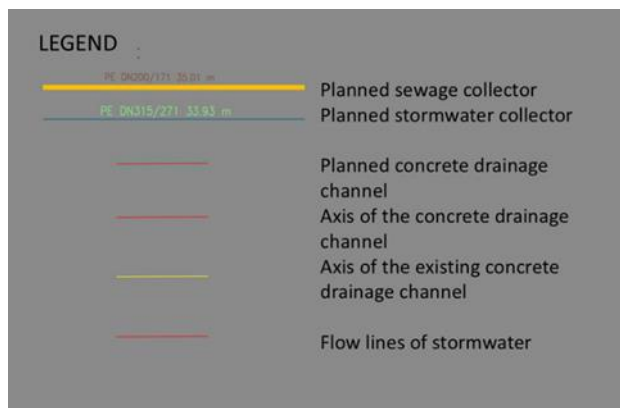 LEGEND :
PE DN200/171 35.01 m
Planned sewage collector
PE DN315/271 33.93 m
Planned stormwater collector
Planned concrete drainage
channel
Axis of the concrete drainage
channel
Axis of the existing concrete
drainage channel
Flow lines of stormwater